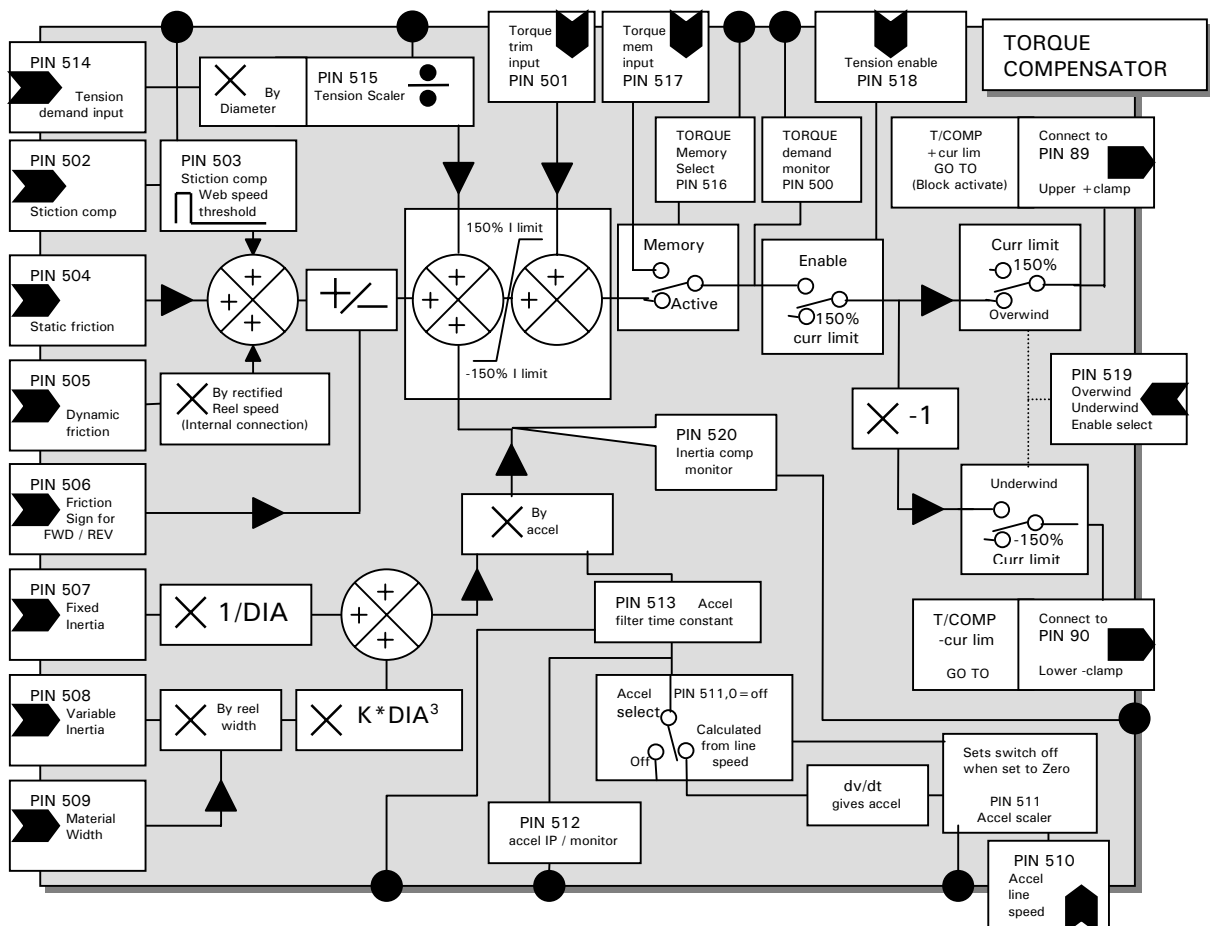 TORQUE
COMPENSATOR
PIN 514
Tension
demand input
By
Diameter
PIN 515
Tension Scaler
Torque
trim
input
PIN 501
Torque
mem
input
PIN 517
Tension enable
PIN 518
PIN 502
Stiction comp
PIN 503
Stiction comp
Web speed
threshold
TORQUE
Memory
Select
PIN 516
TORQUE
demand
monitor
PIN 500
T/COMP
+cur lim
GO TO
(Block activate)
Connect to
PIN 89
Upper +clamp
PIN 504
Static friction
+
+
+
+/-
150% I limit
+
+
+
-150% I limit
Memory
Active
Enable
150%
curr limit
Curr limit
150%
Overwind
PIN 505
Dynamic
friction
By rectified
Reel speed
(Internal connection)
PIN 519
Overwind
Underwind
Enable select
-1
PIN 520
Inertia comp
monitor
PIN 506
Friction
Sign for
FWD / REV
By
accel
Underwind
-150%
Curr limit
PIN 507
Fixed
Inertia
1/DIA
+
+
+
PIN 513 Accel
filter time constant
T/COMP
-cur lim
GO TO
Connect to
PIN 90
Lower -clamp
PIN 508
Variable
Inertia
By reel
width
K*DIA³
Accel
select
PIN 511,0=off
Calculated
from line
speed
Off
Sets switch off
when set to Zero
PIN 511
Accel scaler
dv/dt
gives accel
PIN 509
Material
Width
PIN 512
accel IP / monitor
PIN 510
Accel
line
speed